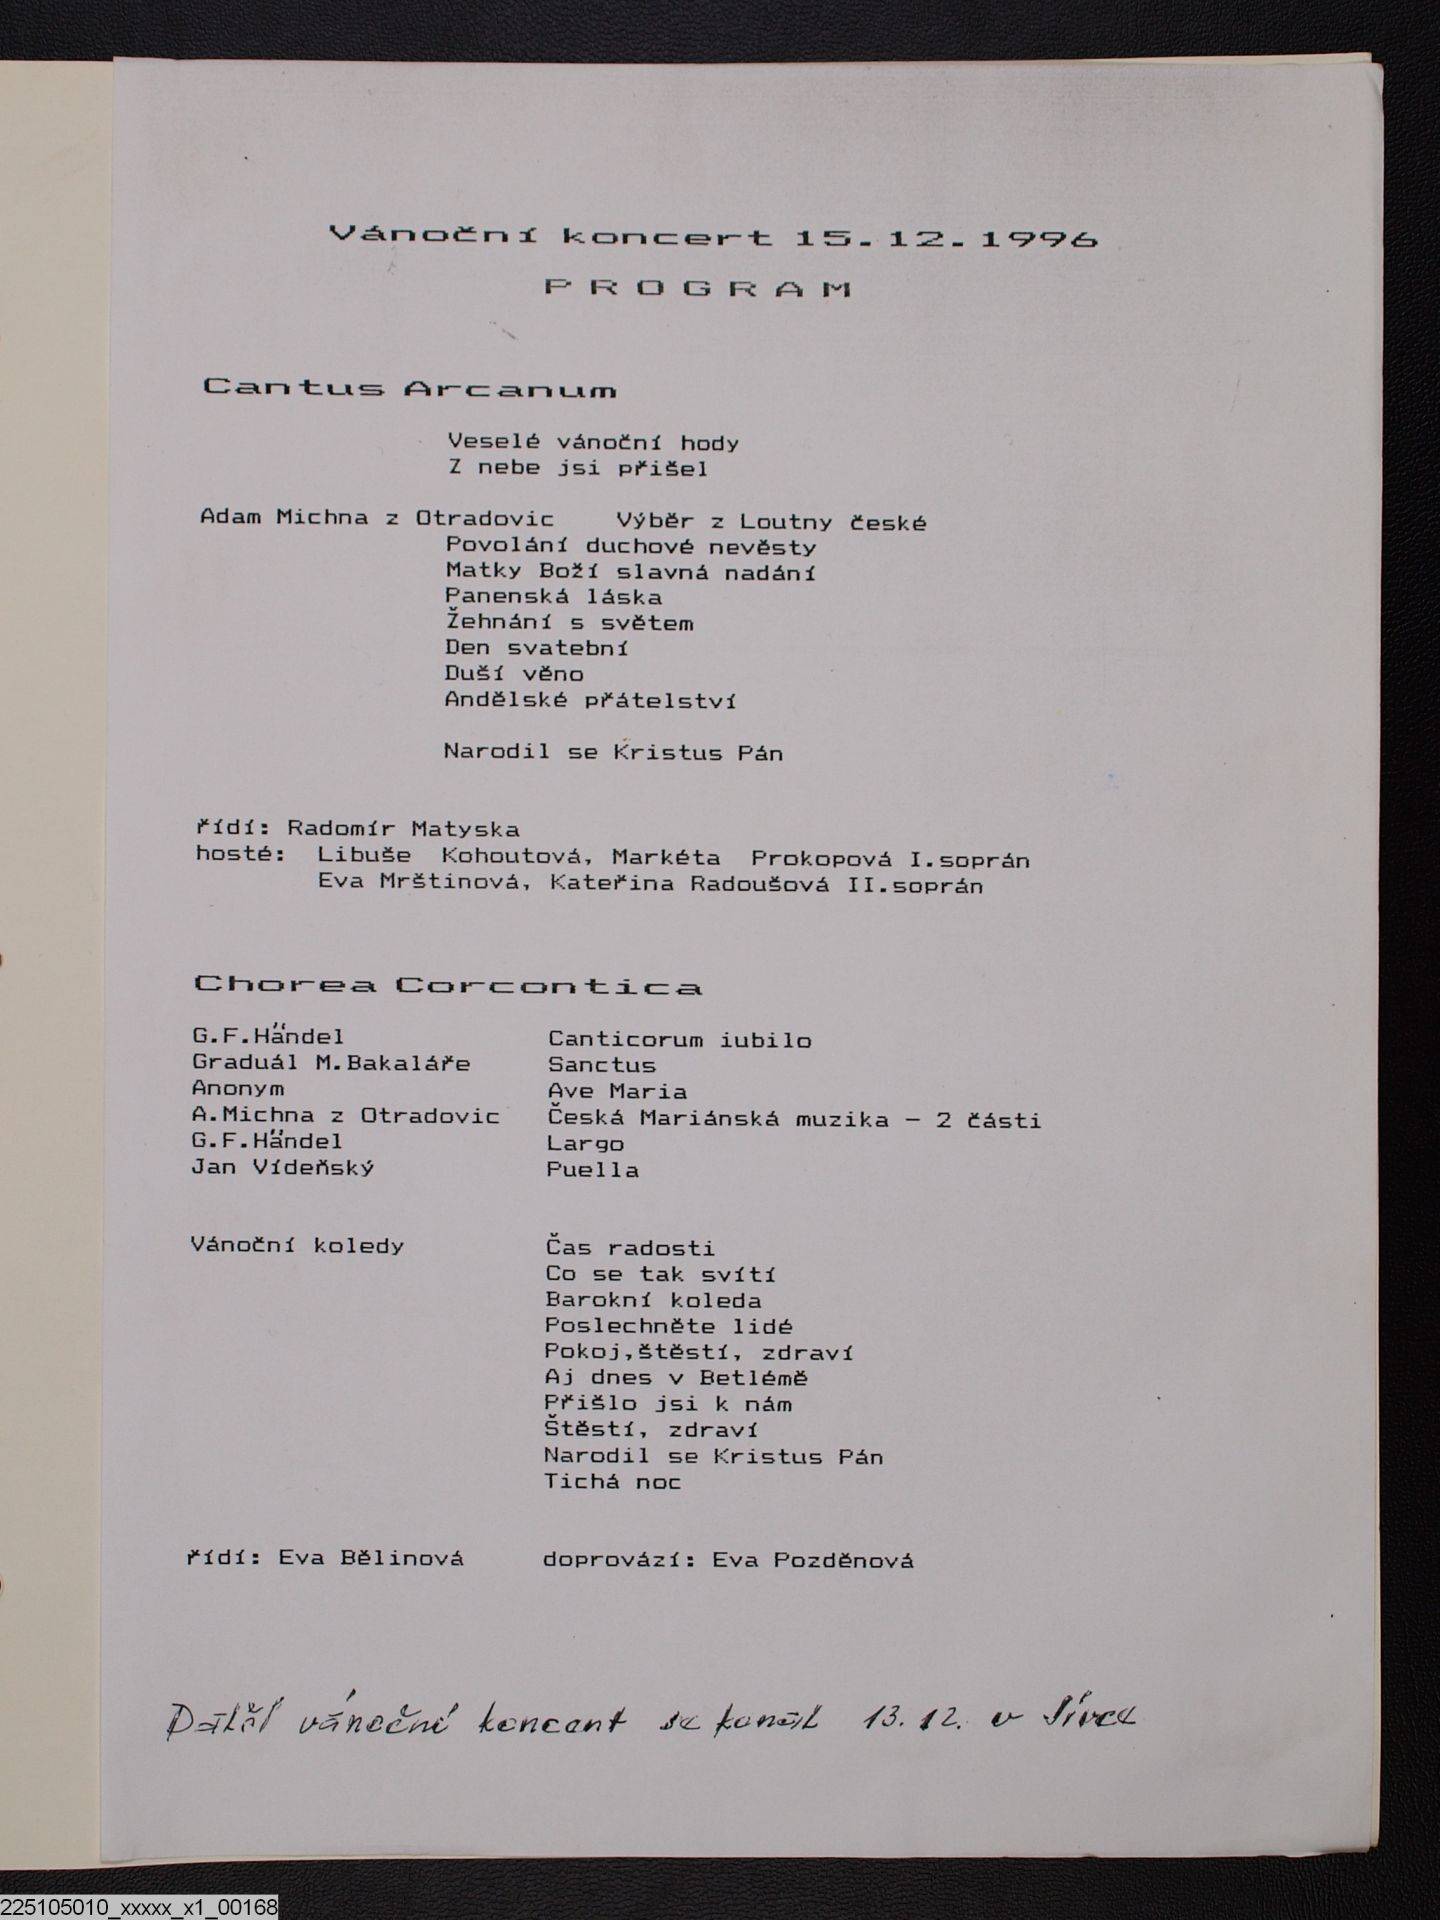 Vánoční koncert 15.12.1996
P R O G R A M
Cantus Arcanum
Veselé vánoční hody
Z nebe jsi přišel
Adam Michna z Otradovic Výběr z Loutny české
Povolání duchové nevěsty
Matky Boží slavná nadání
Panenská láska
Žehnání s světem
Den svatební
Duší věno
Andělské přátelství
Narodil se Kristus Pán
řídí: Radomír Matyska
hosté: Libuše Kohoutová, Markéta Prokopová I.soprán
Eva Mrštinová, Kateřina Radoušová II.soprán
Chorea Corcontica
G.F.Händel Canticorum iubilo
Graduál M.Bakaláře Sanctus
Anonym Ave Maria
A.Michna z Otradovic Česká Mariánská muzika - 2 části
G.F.Händel Largo
Jan Vídeňský Puella
Vánoční koledy Čas radosti
Co se tak svítí
Barokní koleda
Poslechněte lidé
Pokoj,štěstí, zdraví
Aj dnes v Betlémě
Přišlo jsi k nám
Štěstí, zdraví
Narodil se Kristus Pán
Tichá noc
řídí: Eva Bělinová doprovází: Eva Pozděnová
Další vánoční koncert se konal 13.12. v
225105010_xxxxx_x1_00168